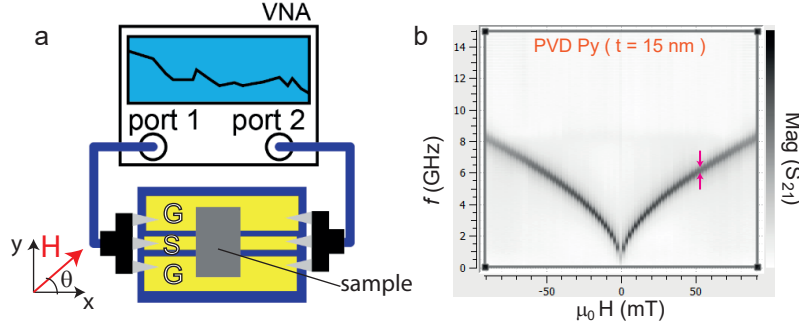 a
VNA
port 1 port 2
G
S
G
y
H
θ
x
sample
b
PVD Py ( t = 15 nm )
15
14
12
10
8
6
4
2
0
f (GHz)
-50 0 50
μ₀ H (mT)
Mag (S₂₁)